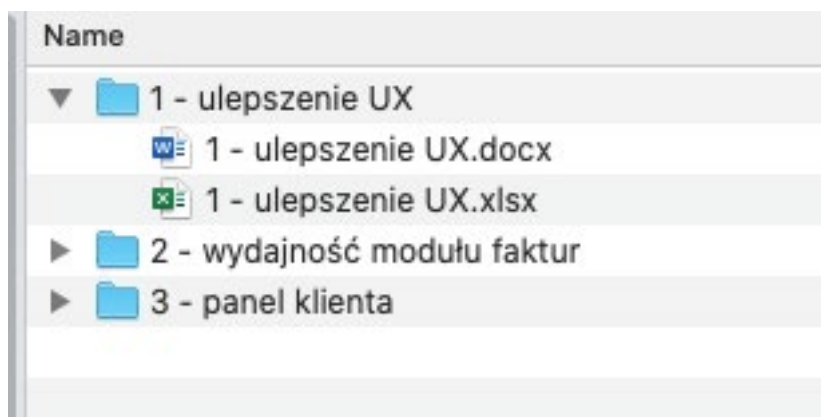 Name
1 - ulepszenie UX
1 - ulepszenie UX.docx
1 - ulepszenie UX.xlsx
2 - wydajność modułu faktur
3 - panel klienta